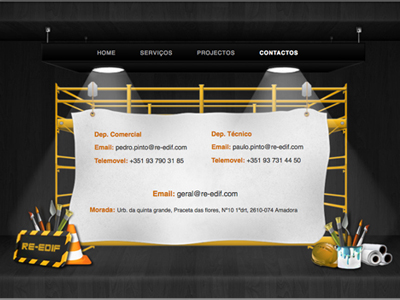 HOME SERVIÇOS PROJECTOS CONTACTOS
Dep. Comercial
Email: pedro.pinto@re-edif.com
Telemovel: +351 93 790 31 85
Dep. Técnico
Email: paulo.pinto@re-edif.com
Telemovel: +351 93 731 44 50
Email: geral@re-edif.com
Morada: Urb. da quinta grande, Praceta das flores, Nº10 1ºdrt, 2610-074 Amadora
RE-EDIF